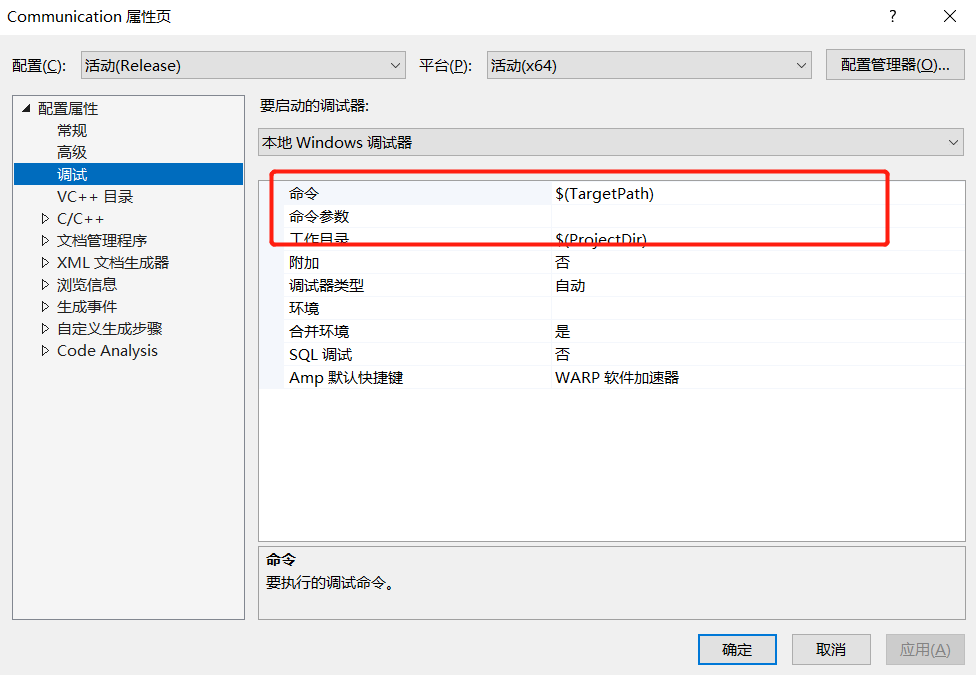 Communication 属性页
?
配置(C):
活动(Release)
平台(P):
活动(x64)
配置管理器(O)...
配置属性
常规
高级
调试
VC++ 目录
C/C++
文档管理程序
XML 文档生成器
浏览信息
生成事件
自定义生成步骤
Code Analysis
要启动的调试器:
本地 Windows 调试器
命令 $(TargetPath)
命令参数
工作目录 $(ProjectDir)
附加 否
调试器类型 自动
环境
合并环境 是
SQL 调试 否
Amp 默认快捷键 WARP 软件加速器
命令
要执行的调试命令。
确定
取消
应用(A)